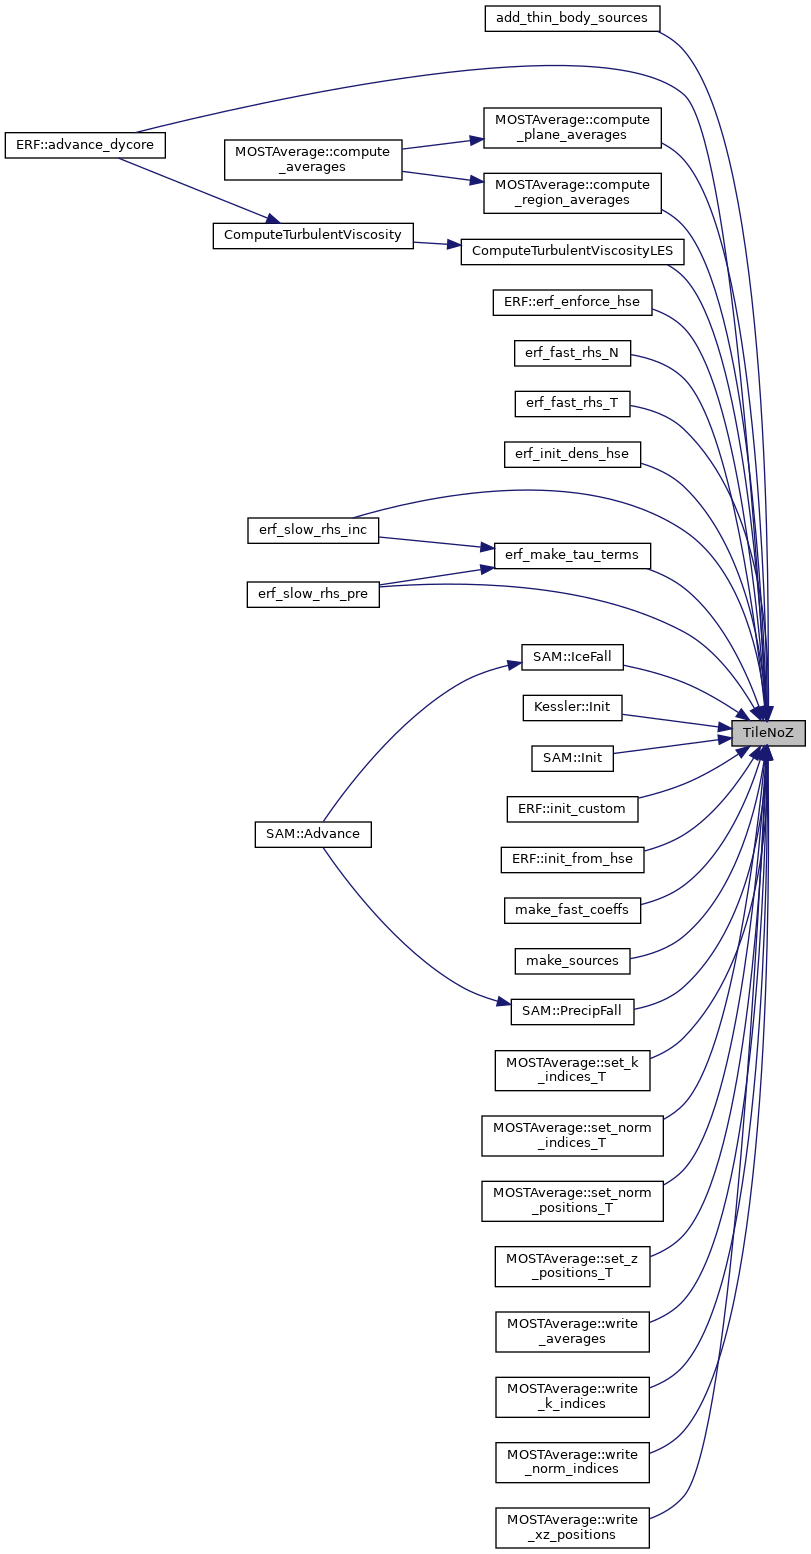 add_thin_body_sources
ERF::advance_dycore
MOSTAverage::compute
_averages
MOSTAverage::compute
_plane_averages
MOSTAverage::compute
_region_averages
ComputeTurbulentViscosity
ComputeTurbulentViscosityLES
ERF::erf_enforce_hse
erf_fast_rhs_N
erf_fast_rhs_T
erf_init_dens_hse
erf_slow_rhs_inc
erf_make_tau_terms
erf_slow_rhs_pre
SAM::IceFall
Kessler::Init
TileNoZ
SAM::Init
ERF::init_custom
SAM::Advance
ERF::init_from_hse
make_fast_coeffs
make_sources
SAM::PrecipFall
MOSTAverage::set_k
_indices_T
MOSTAverage::set_norm
_indices_T
MOSTAverage::set_norm
_positions_T
MOSTAverage::set_z
_positions_T
MOSTAverage::write
_averages
MOSTAverage::write
_k_indices
MOSTAverage::write
_norm_indices
MOSTAverage::write
_xz_positions